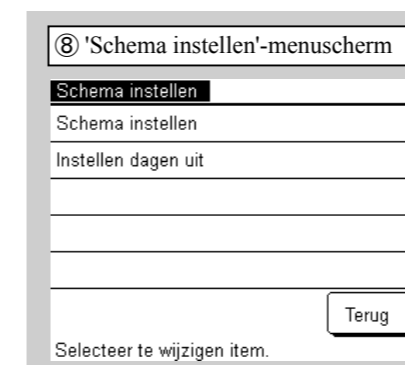 ⑧ 'Schema instellen'-menuscherm
Schema instellen
Schema instellen
Instellen dagen uit
Terug
Selecteer te wijzigen item.